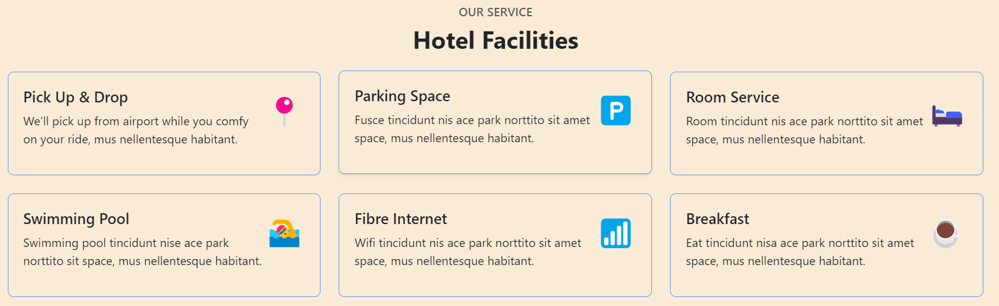 OUR SERVICE
Hotel Facilities
Pick Up & Drop
We’ll pick up from airport while you comfy
on your ride, mus nellentesque habitant.
Parking Space
Fusce tincidunt nis ace park norttito sit amet
space, mus nellentesque habitant.
P
Room Service
Room tincidunt nis ace park norttito sit amet
space, mus nellentesque habitant.
Swimming Pool
Swimming pool tincidunt nise ace park
norttito sit space, mus nellentesque habitant.
Fibre Internet
Wifi tincidunt nis ace park norttito sit amet
space, mus nellentesque habitant.
Breakfast
Eat tincidunt nisa ace park norttito sit amet
space, mus nellentesque habitant.